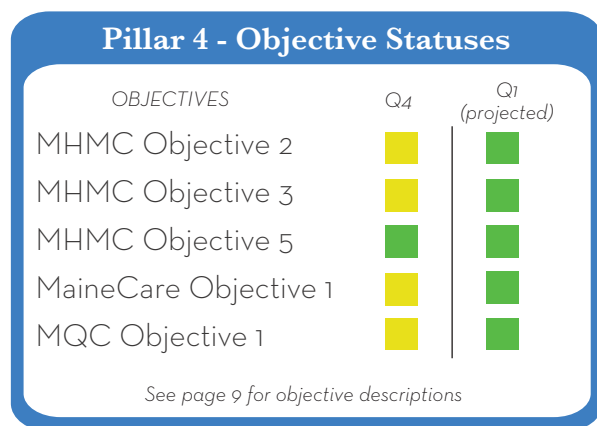 Pillar 4 - Objective Statuses
OBJECTIVES Q4 Q1 (projected)
MHMC Objective 2
MHMC Objective 3
MHMC Objective 5
MaineCare Objective 1
MQC Objective 1
See page 9 for objective descriptions